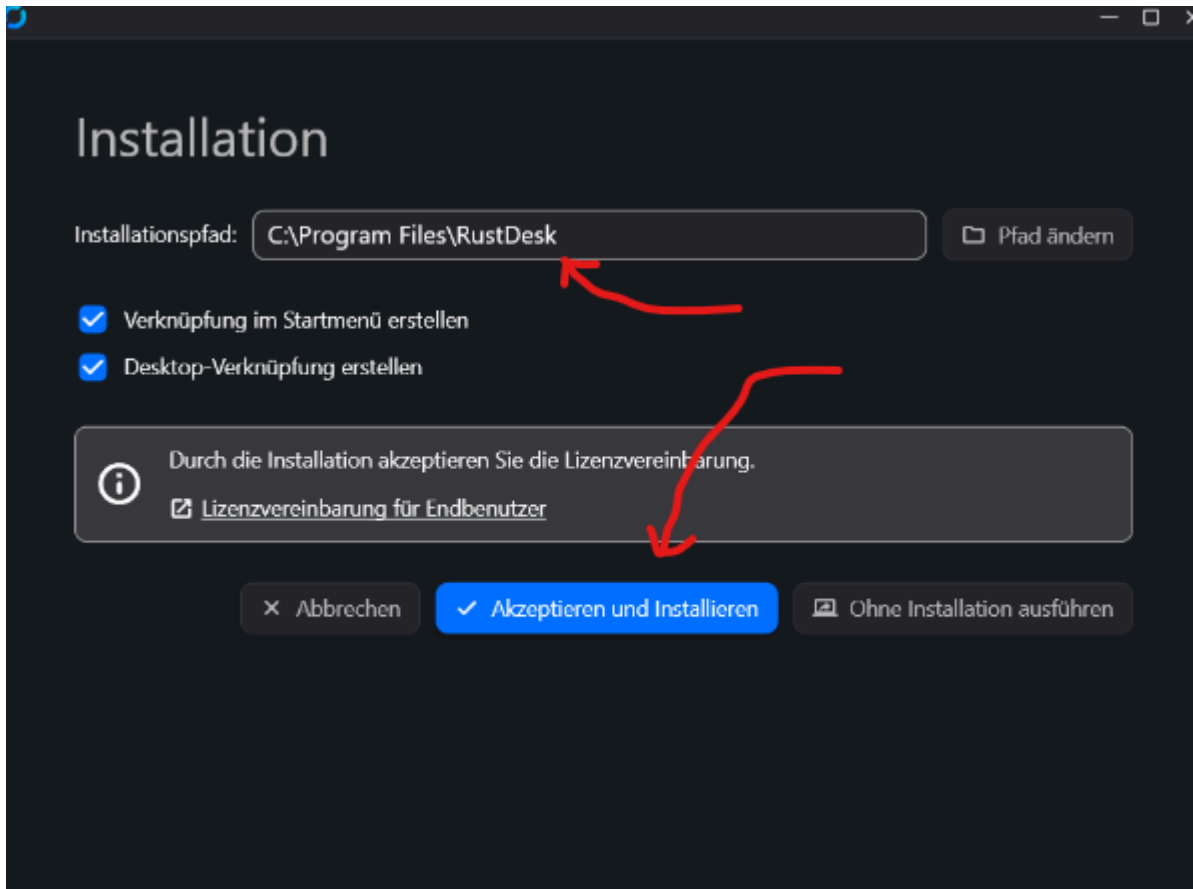 Installation
Installationspfad: C:\Program Files\RustDesk Pfad ändern
Verknüpfung im Startmenü erstellen
Desktop-Verknüpfung erstellen
Durch die Installation akzeptieren Sie die Lizenzvereinbarung.
Lizenzvereinbarung für Endbenutzer
Abbrechen Akzeptieren und Installieren Ohne Installation ausführen